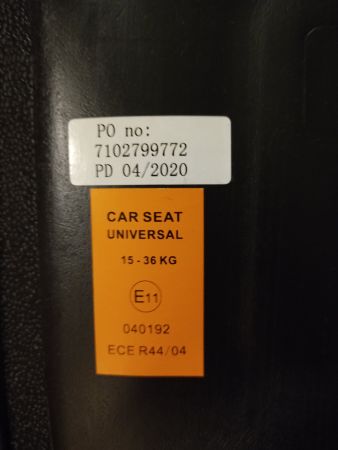 PO no:
7102799772
PD 04/2020
CAR SEAT
UNIVERSAL
15 - 36 KG
E11
040192
ECE R44/04